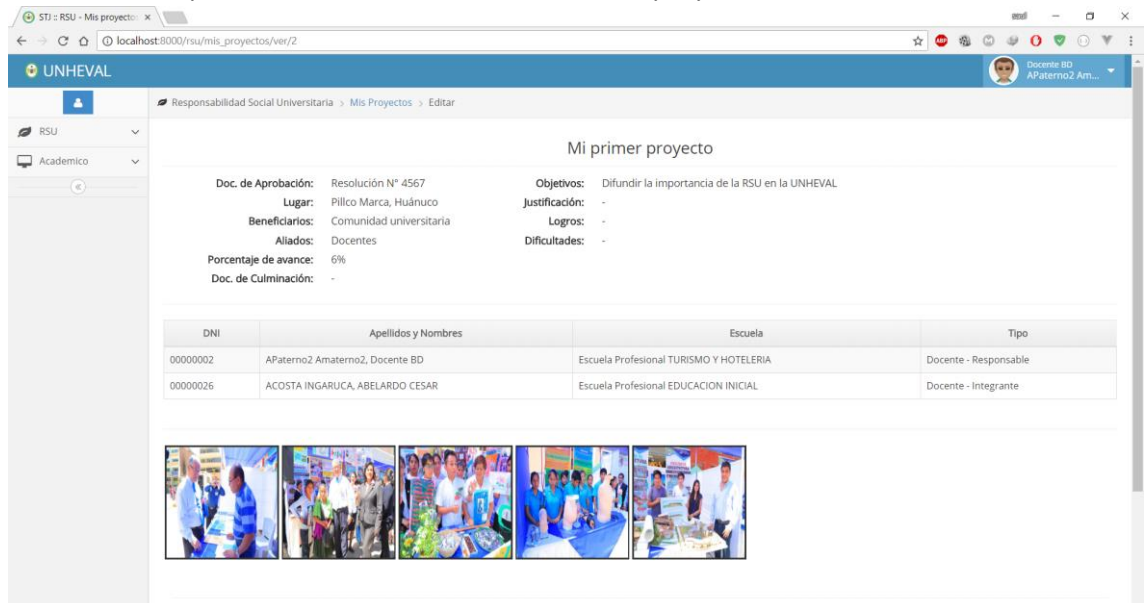 STJ :: RSU - Mis proyecto
localhost:8000/rsu/mis_proyectos/ver/2
UNHEVAL
Docente BD
APaterno2 Am...
Responsabilidad Social Universitaria > Mis Proyectos > Editar
RSU
Academico
Mi primer proyecto
Doc. de Aprobación: Resolución N° 4567 Objetivos: Difundir la importancia de la RSU en la UNHEVAL
Lugar: Pillco Marca, Huánuco Justificación: -
Beneficiarios: Comunidad universitaria Logros: -
Aliados: Docentes Dificultades: -
Porcentaje de avance: 6%
Doc. de Culminación: -
DNI Apellidos y Nombres Escuela Tipo
00000002 APaterno2 Amaterno2, Docente BD Escuela Profesional TURISMO Y HOTELERIA Docente - Responsable
00000026 ACOSTA INGARUCA, ABELARDO CESAR Escuela Profesional EDUCACION INICIAL Docente - Integrante